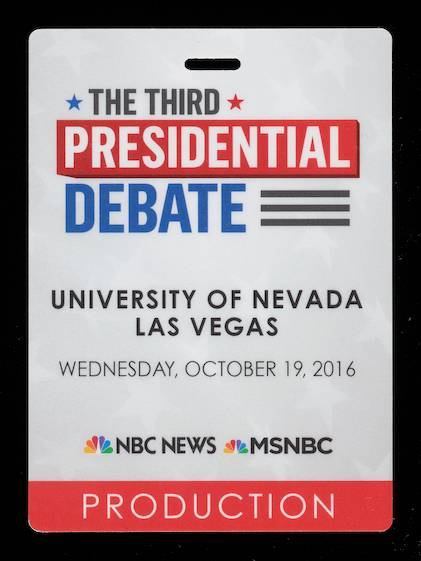 THE THIRD
PRESIDENTIAL
DEBATE
UNIVERSITY OF NEVADA
LAS VEGAS
WEDNESDAY, OCTOBER 19, 2016
NBC NEWS MSNBC
PRODUCTION